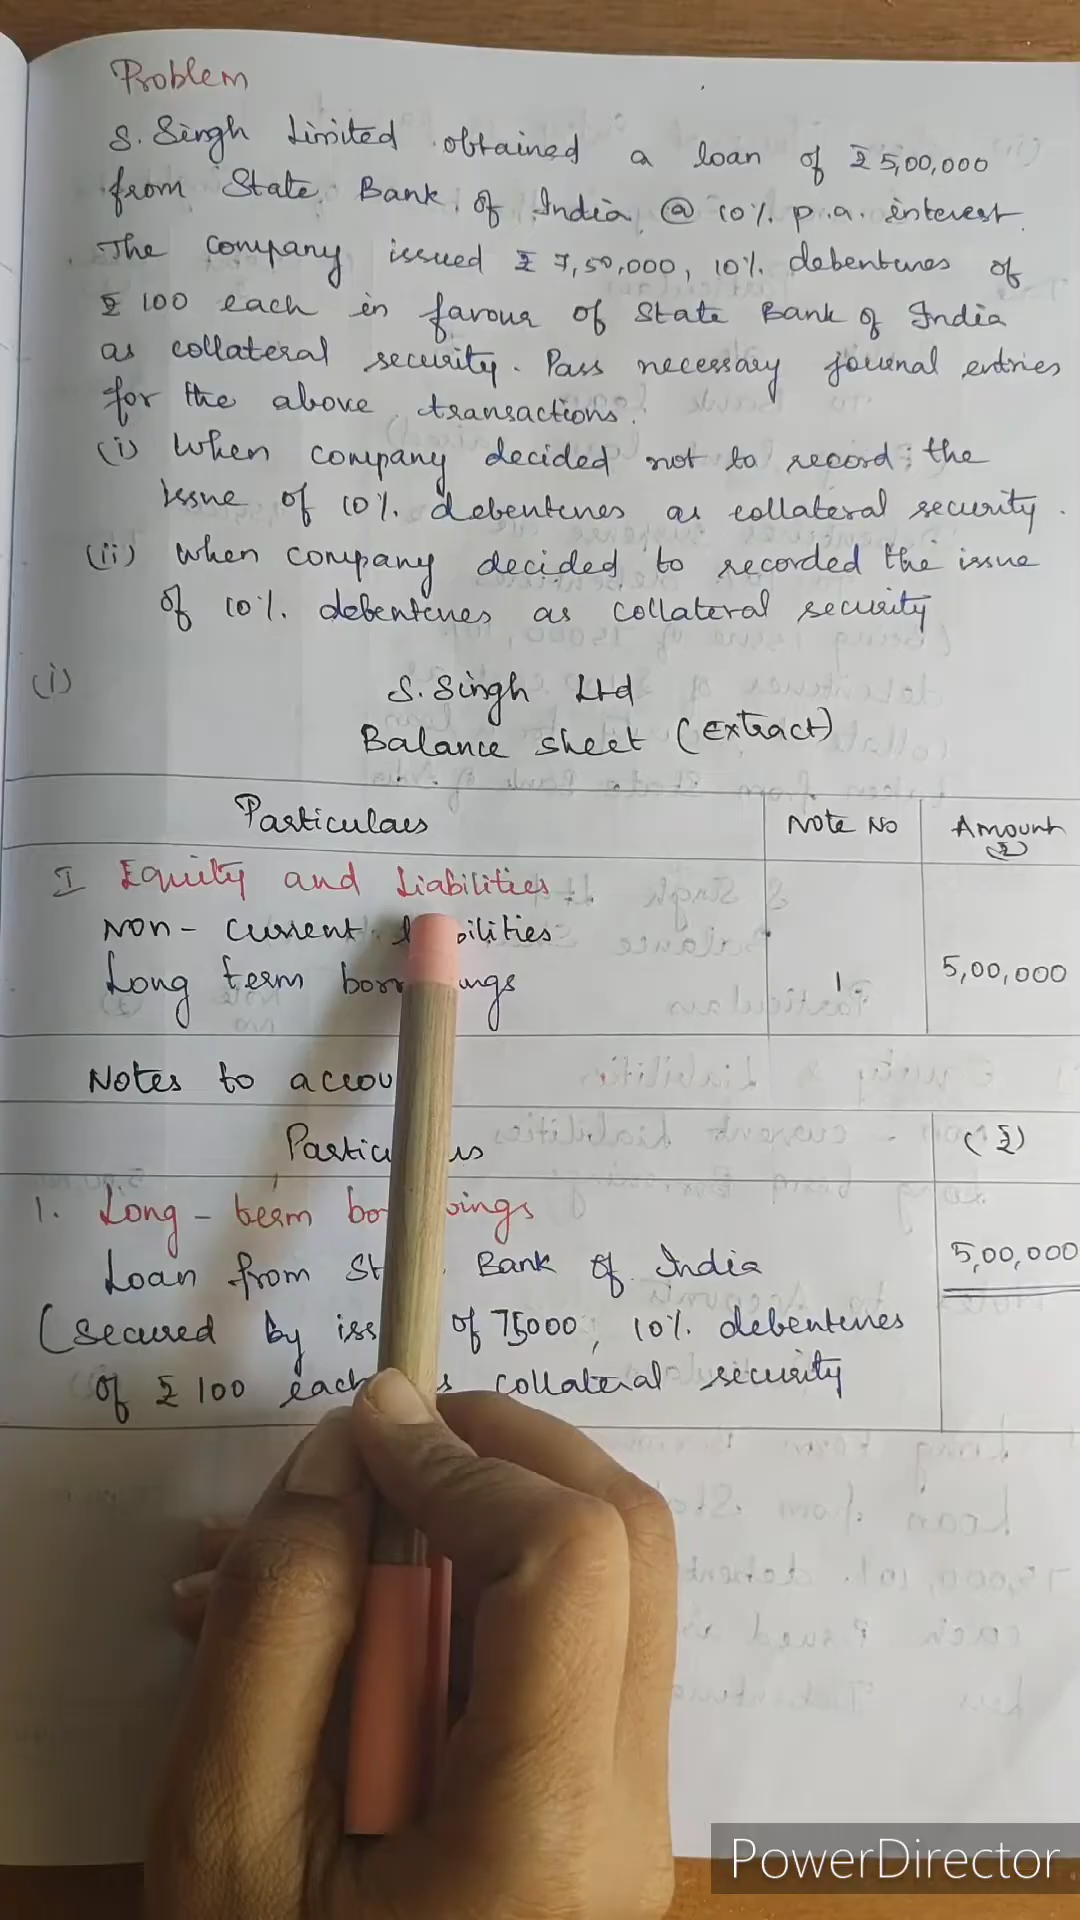 Problem
S. Singh Limited obtained a loan of ₹ 5,00,000
from State Bank of India @ 10% p.a. interest.
The company issued ₹ 7,50,000, 10% debentures of
₹ 100 each in favour of State Bank of India
as collateral security. Pass necessary journal entries
for the above transactions.
(i) When company decided not to record the
issue of 10% debentures as collateral security.
(ii) when company decided to recorded the issue
of 10% debentures as collateral security
(i) S. Singh Ltd
Balance sheet (extract)
Particulars Note No Amount (₹)
I Equity and Liabilities
Non-current
Long term 1. 5,00,000
Notes to
(₹)
1. Long-term
Loan from Bank of India 5,00,000
(secured by of 75000, 10% debentures
of ₹ 100 each collateral security
PowerDirector